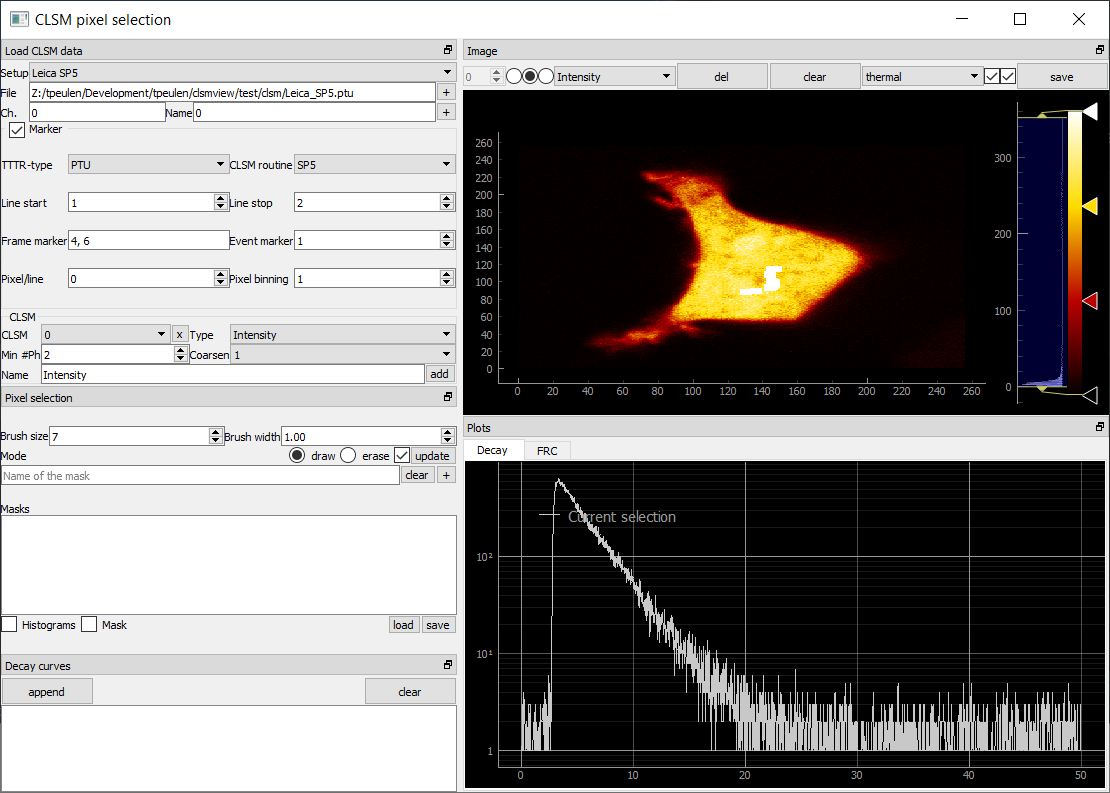 CLSM pixel selection
Load CLSM data
Setup Leica SP5
File Z:/tpeulen/Development/tpeulen/clsmview/test/clsm/Leica_SP5.ptu +
Ch. 0 Name 0 +
Marker
TTTR-type PTU CLSM routine SP5
Line start 1 Line stop 2
Frame marker 4, 6 Event marker 1
Pixel/line 0 Pixel binning 1
CLSM
CLSM 0 x Type Intensity
Min #Ph 2 Coarsen 1
Name Intensity add
Pixel selection
Brush size 7 Brush width 1.00
Mode draw erase update
Name of the mask clear +
Masks
Histograms Mask load save
Decay curves
append clear
Image
0 Intensity del clear thermal save
260
240
220
200
180
160
140
120
100
80
60
40
20
0
0 20 40 60 80 100 120 140 160 180 200 220 240 260
300
200
100
0
Plots
Decay FRC
Current selection
10²
10¹
1
0 10 20 30 40 50